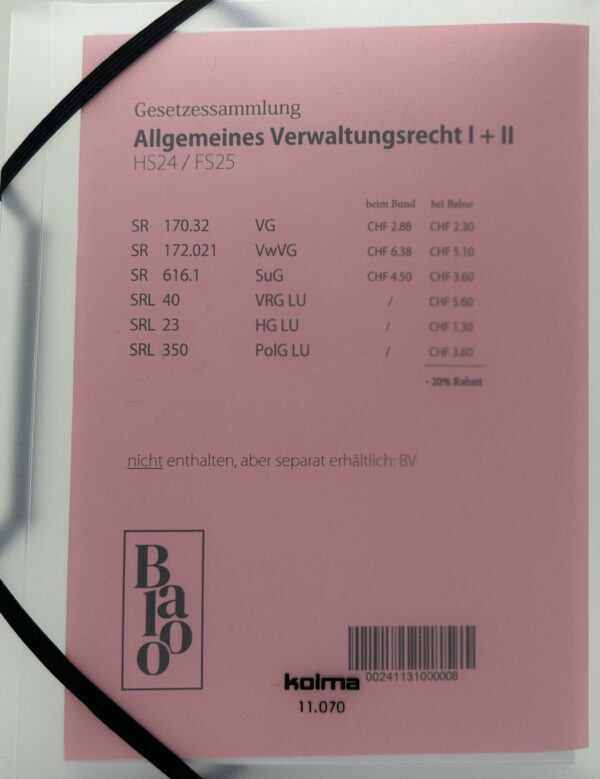 Gesetzessammlung
Allgemeines Verwaltungsrecht I + II
HS24 / FS25
beim Bund bei Baloo
SR 170.32 VG CHF 2.88 CHF 2.30
SR 172.021 VwVG CHF 6.38 CHF 5.10
SR 616.1 SuG CHF 4.50 CHF 3.60
SRL 40 VRG LU / CHF 5.60
SRL 23 HG LU / CHF 1.30
SRL 350 PolG LU / CHF 3.60
- 20% Rabatt
nicht enthalten, aber separat erhältlich: BV
Baloo
00241131000008
kolma
11.070